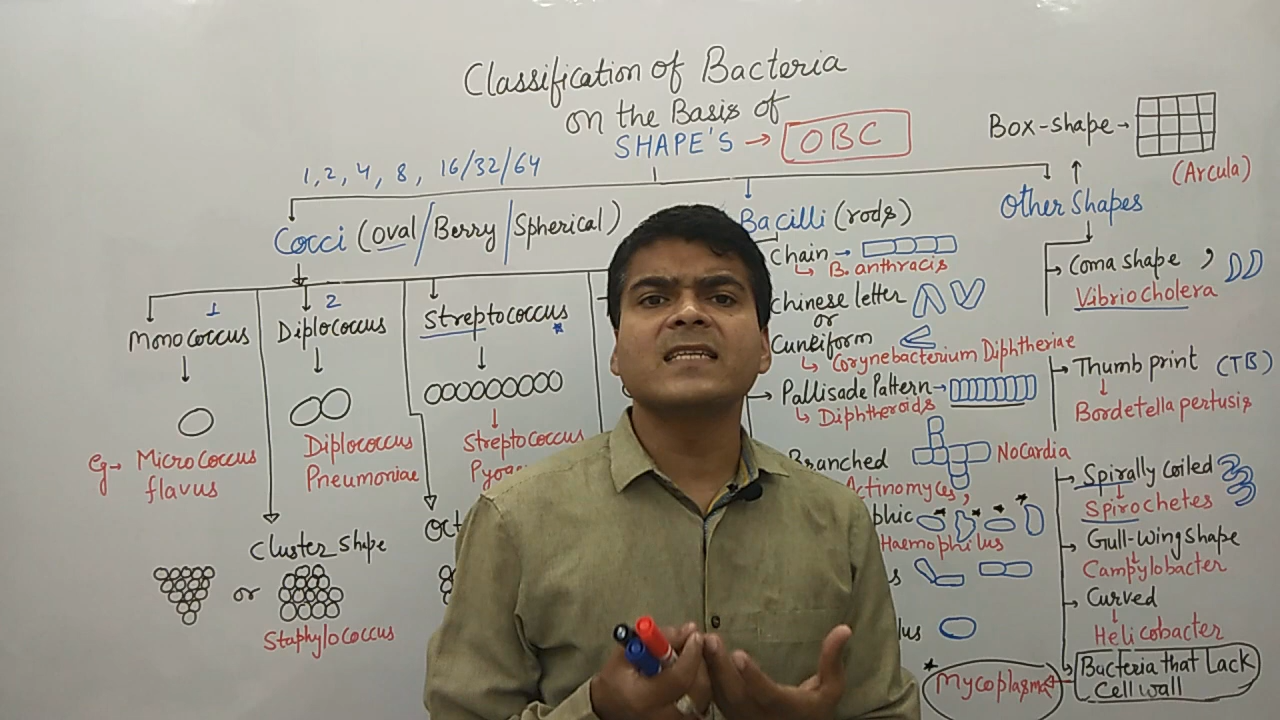 Classification of Bacteria
on the Basis of
SHAPE'S → OBC
1, 2, 4, 8, 16/32/64
Cocci (oval/Berry/Spherical)
1
Monococcus
eg→ Micrococcus
flavus
2
Diplococcus
Diplococcus
Pneumoniae
Streptococcus *
Streptococcus
Cluster Shape
or
Staphylococcus
Bacilli (rods)
Chain →
B. anthracis
Chinese letter
or
Cuneiform
Corynebacterium Diphtheriae
Pallisade Pattern→
Diphtheroids
Branched
Nocardia
Actinomyces,
Haemophilus
Other Shapes
Box-shape→
(Arcula)
Coma shape ,
Vibrio cholera
Thumb print (TB)
Bordetella pertusis
Spirally coiled
Spirochetes
Gull-wing shape
Campylobacter
Curved
Helicobacter
Bacteria that Lack
Cell wall
Mycoplasma